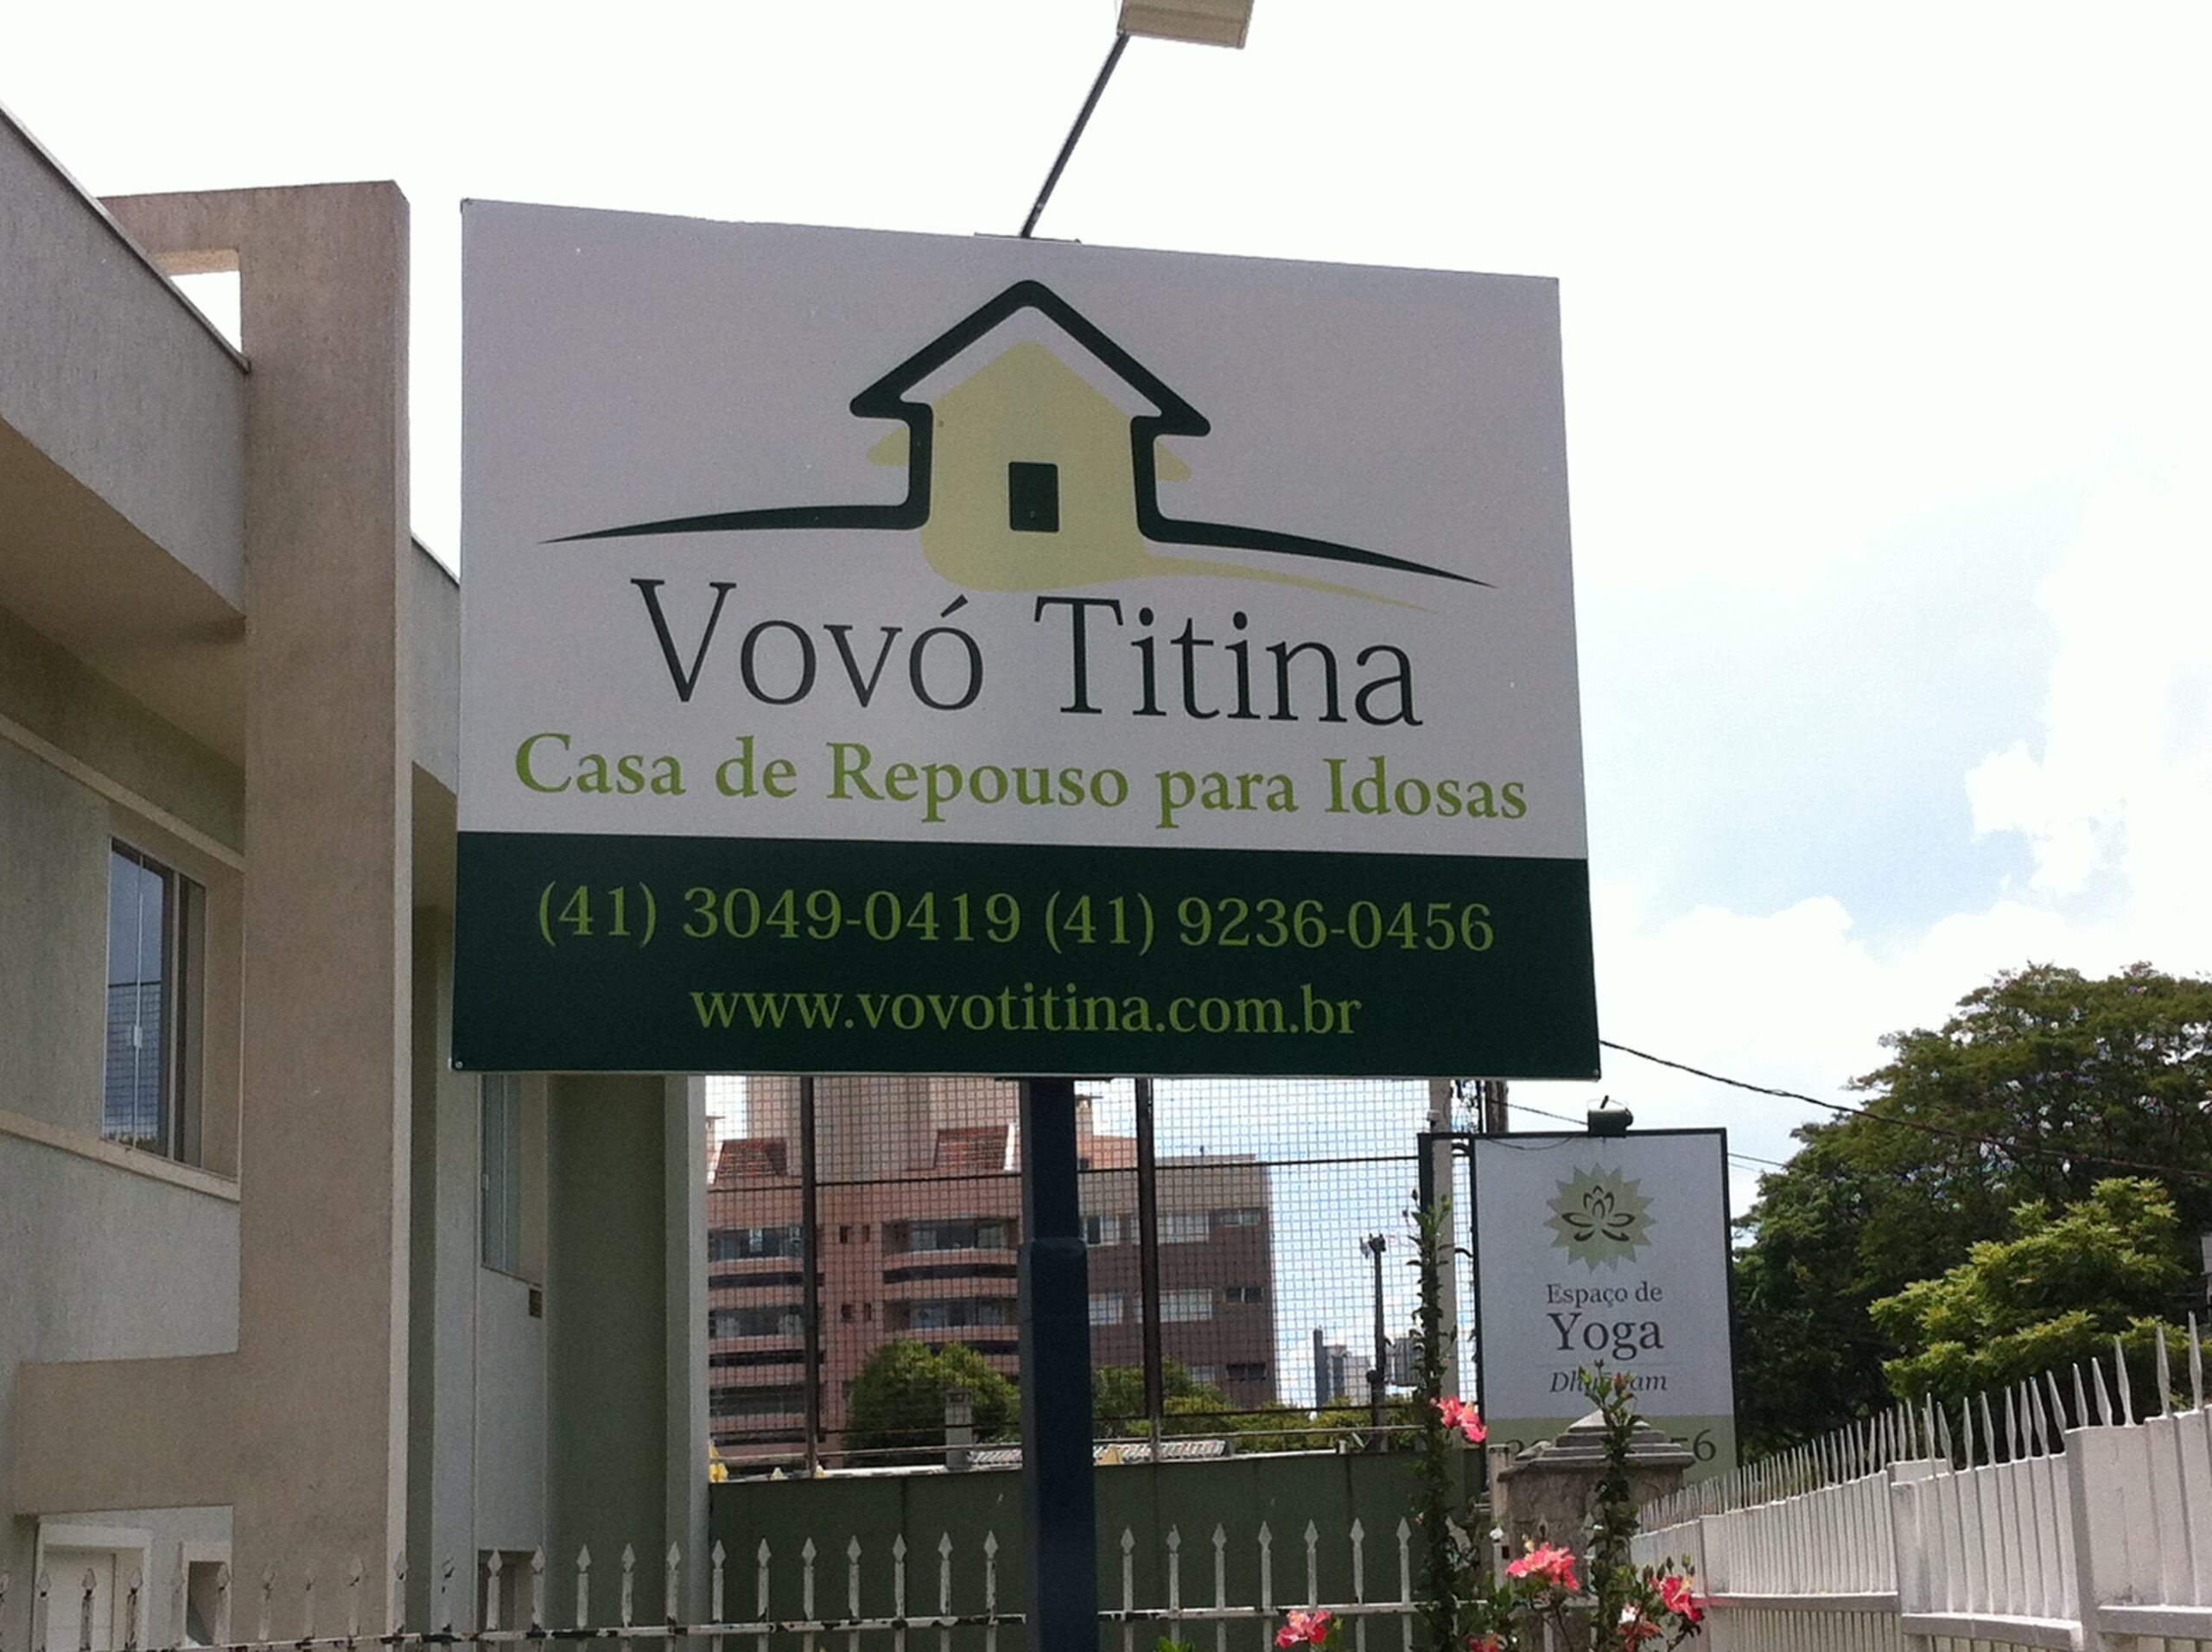 Vovó Titina
Casa de Repouso para Idosas
(41) 3049-0419 (41) 9236-0456
www.vovotitina.com.br
Espaço de
Yoga